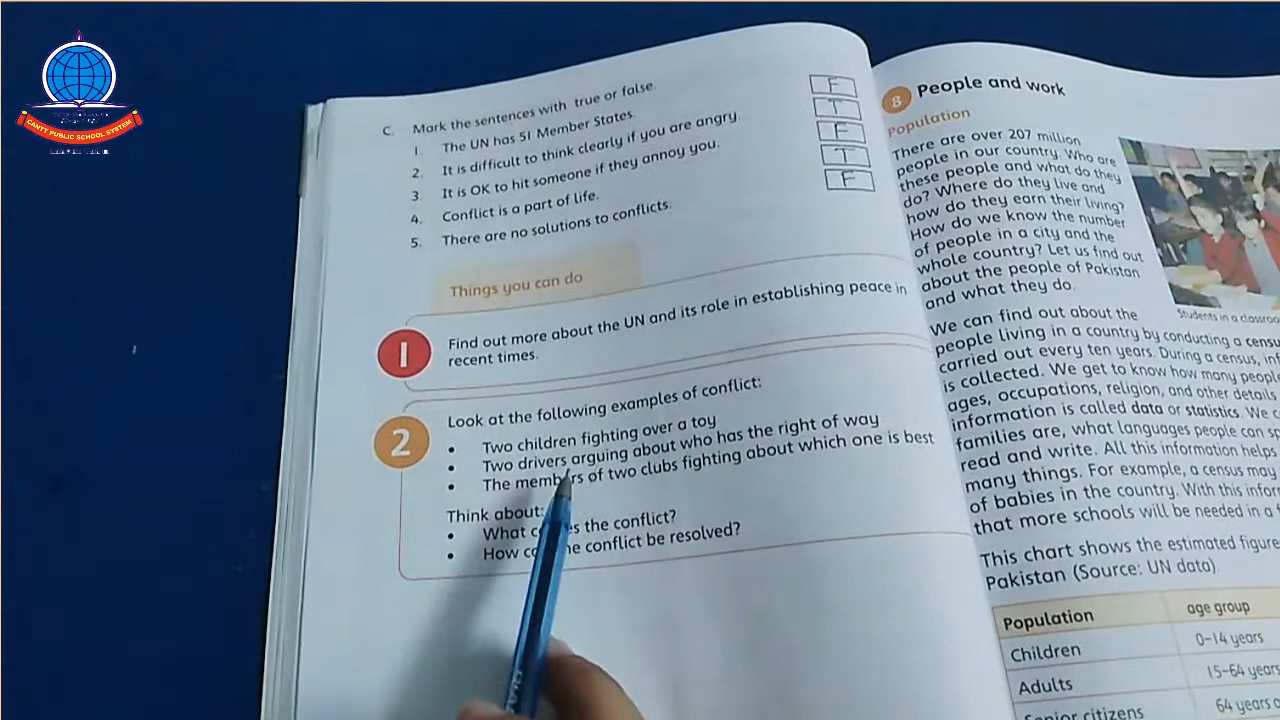 CANTT PUBLIC SCHOOL SYSTEM
C. Mark the sentences with true or false.
1. The UN has 51 Member States. F
2. It is difficult to think clearly if you are angry. T
3. It is OK to hit someone if they annoy you. F
4. Conflict is a part of life. T
5. There are no solutions to conflicts. F
Things you can do
1 Find out more about the UN and its role in establishing peace in
recent times.
2 Look at the following examples of conflict:
• Two children fighting over a toy
• Two drivers arguing about who has the right of way
• The members of two clubs fighting about which one is best
Think about:
• What the conflict?
• How conflict be resolved?
8 People and work
Population
There are over 207 million
people in our country. Who are
these people and what do they
do? Where do they live and
how do they earn their living?
How do we know the number
of people in a city and the
whole country? Let us find out
about the people of Pakistan
and what they do.
Students in a
We can find out about the
people living in a country by conducting a
carried out every ten years. During a census,
is collected. We get to know how many
ages, occupations, religion, and other details
information is called data or statistics. We
families are, what languages people can
read and write. All this information helps
many things. For example, a census may
of babies in the country. With this
that more schools will be needed in a
This chart shows the estimated
Pakistan (Source: UN data)
Population age group
Children 0–14 years
Adults 15–64 years
Senior citizens 64 years